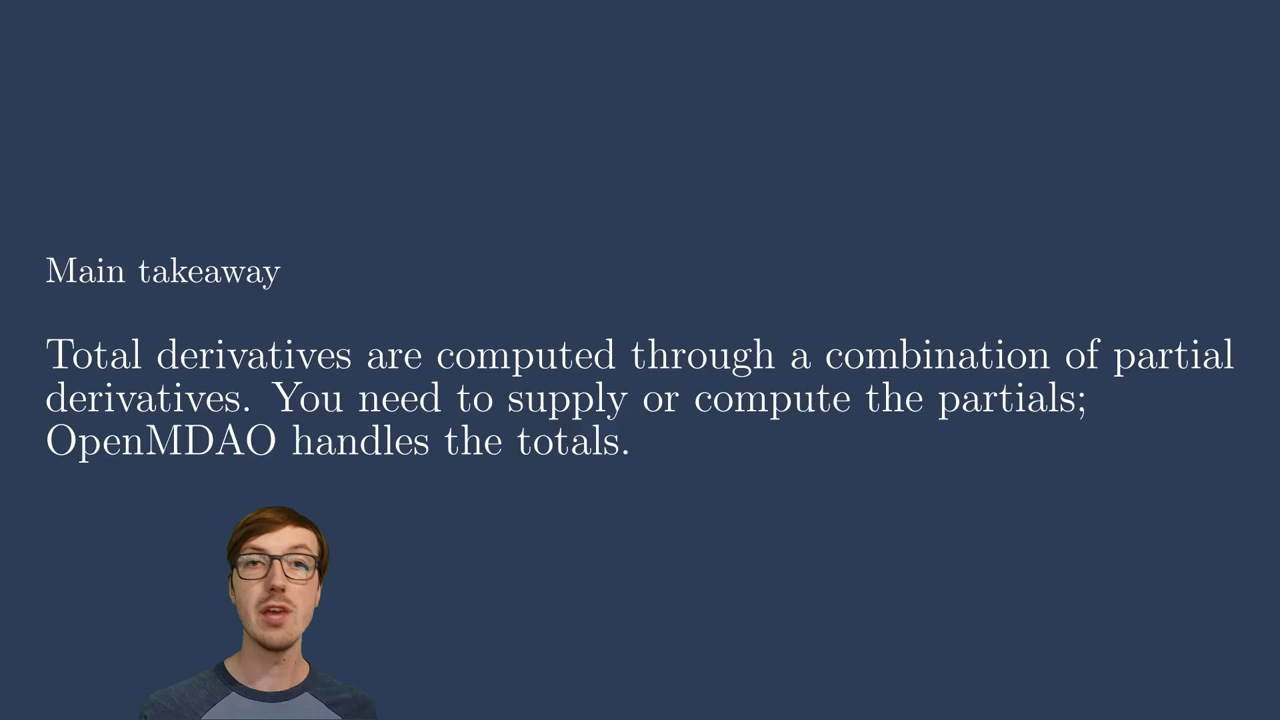 Main takeaway
Total derivatives are computed through a combination of partial
derivatives. You need to supply or compute the partials;
OpenMDAO handles the totals.